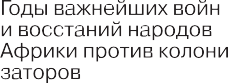 Годы важнейших войн
и восстаний народов
Африки против колони
заторов